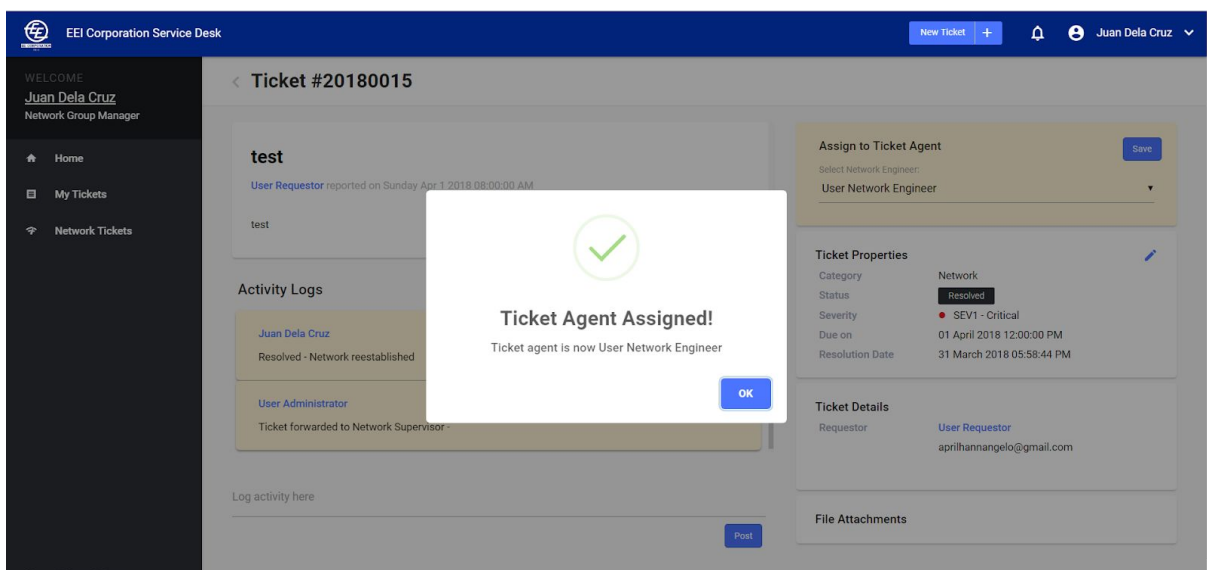 EEI Corporation Service Desk
New Ticket +
Juan Dela Cruz
WELCOME
Juan Dela Cruz
Network Group Manager
Home
My Tickets
Network Tickets
< Ticket #20180015
test
User Requestor reported on Sunday Apr 1 2018 08:00:00 AM
test
Activity Logs
Juan Dela Cruz
Resolved - Network reestablished
User Administrator
Ticket forwarded to Network Supervisor -
Log activity here
Post
Ticket Agent Assigned!
Ticket agent is now User Network Engineer
OK
Assign to Ticket Agent
Save
Select Network Engineer:
User Network Engineer
Ticket Properties
Category Network
Status Resolved
Severity SEV1 - Critical
Due on 01 April 2018 12:00:00 PM
Resolution Date 31 March 2018 05:58:44 PM
Ticket Details
Requestor User Requestor
aprilhannangelo@gmail.com
File Attachments